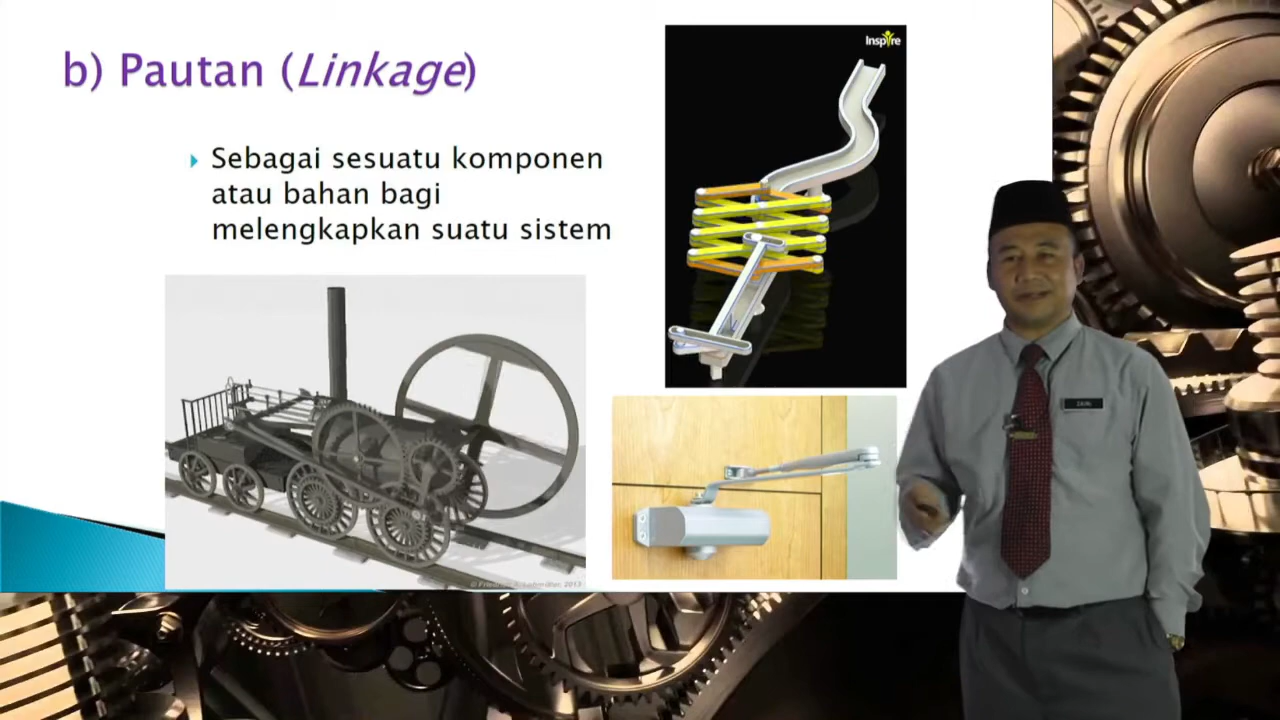 b) Pautan (Linkage)
Sebagai sesuatu komponen
atau bahan bagi
melengkapkan suatu sistem
Inspire